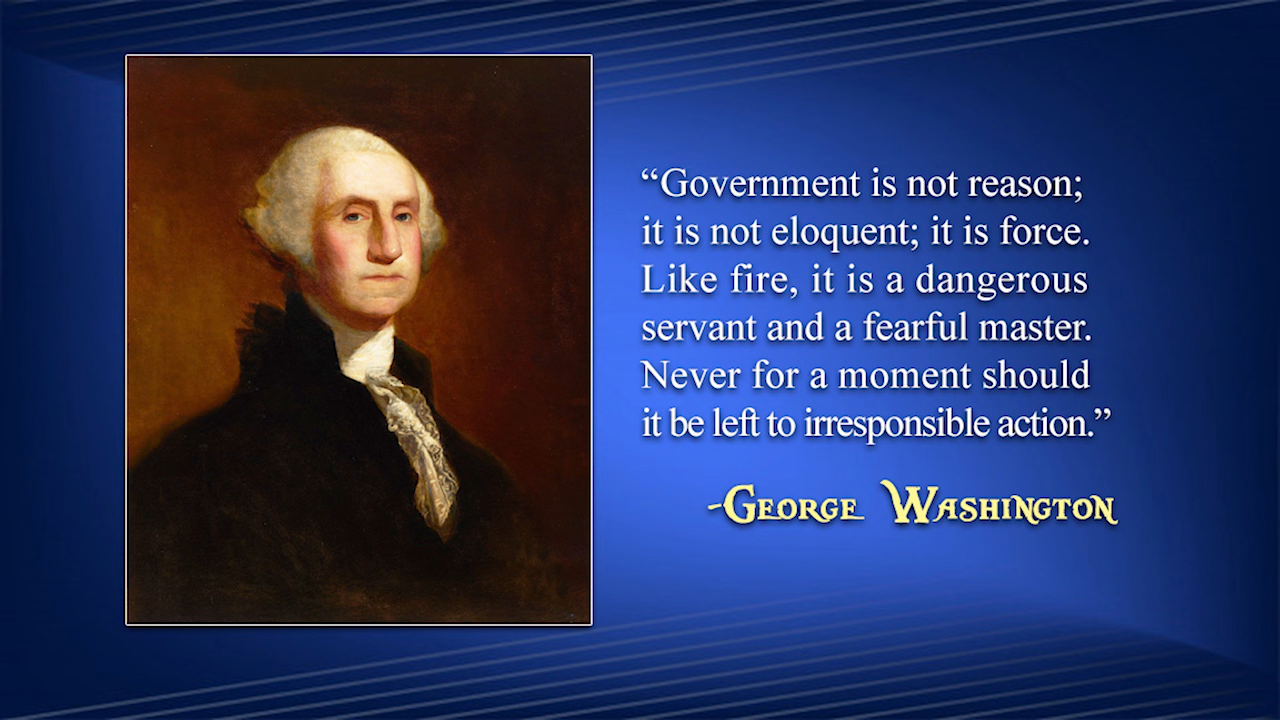 “Government is not reason;
it is not eloquent; it is force.
Like fire, it is a dangerous
servant and a fearful master.
Never for a moment should
it be left to irresponsible action.”
-George Washington